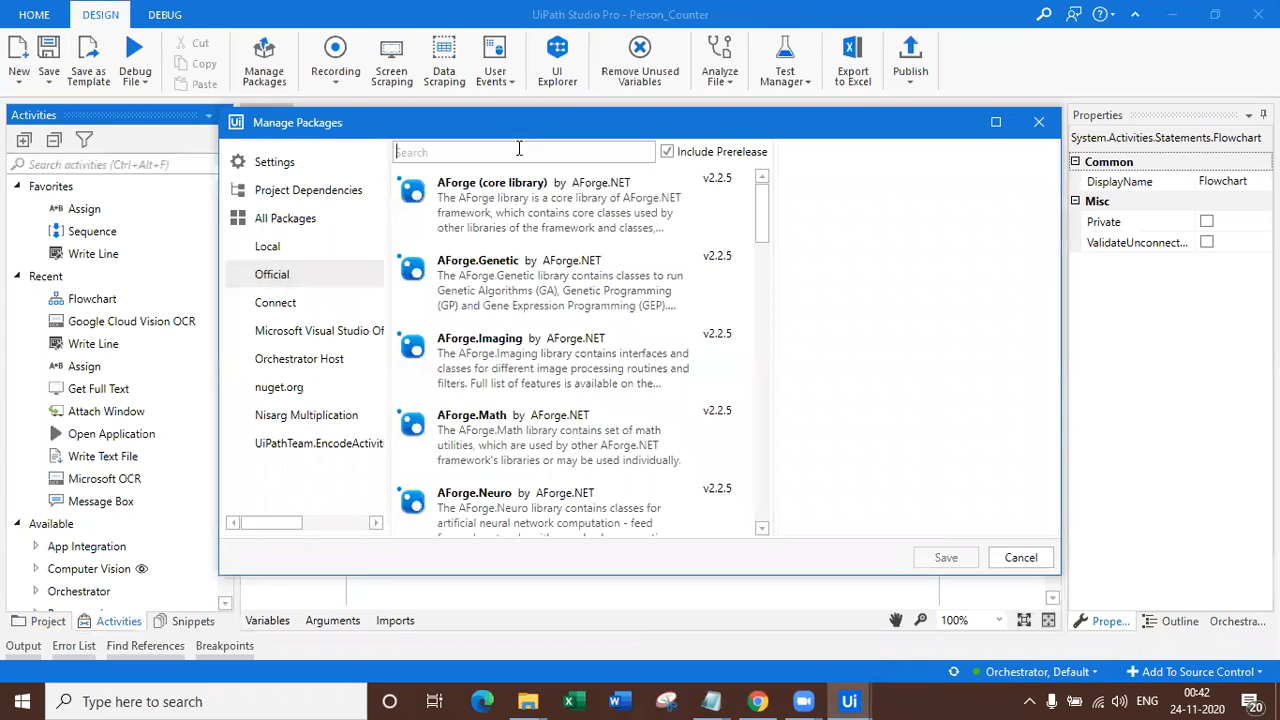 HOME
DESIGN
DEBUG
UiPath Studio Pro - Person_Counter
New
Save
Save as Template
Debug File
Cut
Copy
Paste
Manage Packages
Recording
Screen Scraping
Data Scraping
User Events
UI Explorer
Remove Unused Variables
Analyze File
Test Manager
Export to Excel
Publish
Activities
Search activities (Ctrl+Alt+F)
Favorites
A+B Assign
Sequence
Write Line
Recent
Flowchart
Google Cloud Vision OCR
Write Line
A+B Assign
Get Full Text
Attach Window
Open Application
Write Text File
Microsoft OCR
Message Box
Available
App Integration
Computer Vision
Orchestrator
Ui Manage Packages
Settings
Project Dependencies
All Packages
Local
Official
Connect
Microsoft Visual Studio Of
Orchestrator Host
nuget.org
Nisarg Multiplication
UiPathTeam.EncodeActivit
Search
Include Prerelease
AForge (core library) by AForge.NET v2.2.5
The AForge library is a core library of AForge.NET
framework, which contains core classes used by
other libraries of the framework and classes,...
AForge.Genetic by AForge.NET v2.2.5
The AForge.Genetic library contains classes to run
Genetic Algorithms (GA), Genetic Programming
(GP) and Gene Expression Programming (GEP)....
AForge.Imaging by AForge.NET v2.2.5
The AForge.Imaging library contains interfaces and
classes for different image processing routines and
filters. Full list of features is available on the...
AForge.Math by AForge.NET v2.2.5
The AForge.Math library contains set of math
utilities, which are used by other AForge.NET
framework's libraries or may be used individually.
AForge.Neuro by AForge.NET v2.2.5
The AForge.Neuro library contains classes for
artificial neural network computation - feed
Save
Cancel
Properties
System.Activities.Statements.Flowchart
Common
DisplayName Flowchart
Misc
Private
ValidateUnconnect...
Project
Activities
Snippets
Variables
Arguments
Imports
100%
Prope...
Outline
Orchestra...
Output
Error List
Find References
Breakpoints
Orchestrator, Default
Add To Source Control
Type here to search
Ui
ENG
00:42
24-11-2020
20